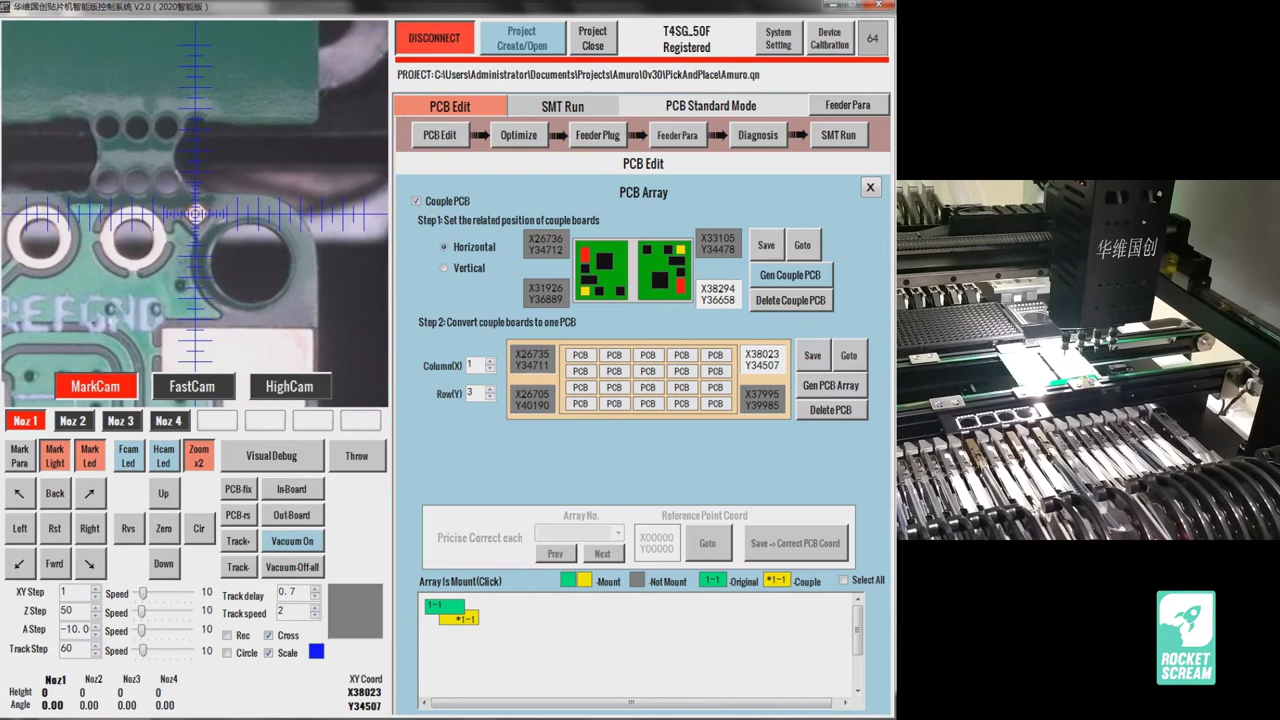 华维国创贴片机智能版控制系统 V2.0（2020智能版）
DISCONNECT
Project Create/Open
Project Close
T4SG_50F Registered
System Setting
Device Calibration
64
PROJECT: C:\Users\Administrator\Documents\Projects\Amuro\0v30\PickAndPlace\Amuro.qn
PCB Edit
SMT Run
PCB Standard Mode
Feeder Para
PCB Edit
Optimize
Feeder Plug
Feeder Para
Diagnosis
SMT Run
PCB Edit
PCB Array
X
Couple PCB
Step 1: Set the related position of couple boards
Horizontal
Vertical
X26736
Y34712
X33105
Y34478
X31926
Y36889
X38294
Y36658
Save
Goto
Gen Couple PCB
Delete Couple PCB
Step 2: Convert couple boards to one PCB
Column(X) 1
Row(Y) 3
X26735
Y34711
X26705
Y40190
PCB PCB PCB PCB PCB
PCB PCB PCB PCB PCB
PCB PCB PCB PCB PCB
PCB PCB PCB PCB PCB
X38023
Y34507
X37995
Y39985
Save
Goto
Gen PCB Array
Delete PCB
Array No.
Reference Point Coord
Pricise Correct each
Prev
Next
X00000
Y00000
Goto
Save -> Correct PCB Coord
Array Is Mount(Click)
-Mount
-Not Mount
1-1 -Original
*1-1 -Couple
Select All
1-1
*1-1
REFGND
MarkCam
FastCam
HighCam
Noz 1
Noz 2
Noz 3
Noz 4
Mark Para
Mark Light
Mark Led
Fcam Led
Hcam Led
Zoom x2
Visual Debug
Throw
Back
Up
PCB-fix
In-Board
Left
Rst
Right
Rvs
Zero
Cir
PCB-rs
Out-Board
Track+
Vacuum On
Fwrd
Down
Track-
Vacuum-Off-all
XY Step 1 Speed 10
Z Step 50 Speed 10
A Step -10.0 Speed 10
Track Step 60 Speed 10
Track delay 0.7
Track speed 2
Rec
Cross
Circle
Scale
Noz1 Noz2 Noz3 Noz4
Height 0 0 0 0
Angle 0.00 0.00 0.00 0.00
XY Coord
X38023
Y34507
华维国创
ROCKET
SCREAM